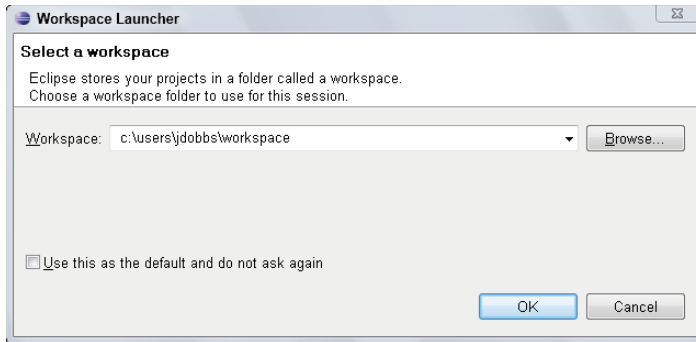 Workspace Launcher
Select a workspace
Eclipse stores your projects in a folder called a workspace.
Choose a workspace folder to use for this session.
Workspace: c:\users\jdobbs\workspace Browse...
Use this as the default and do not ask again
OK Cancel